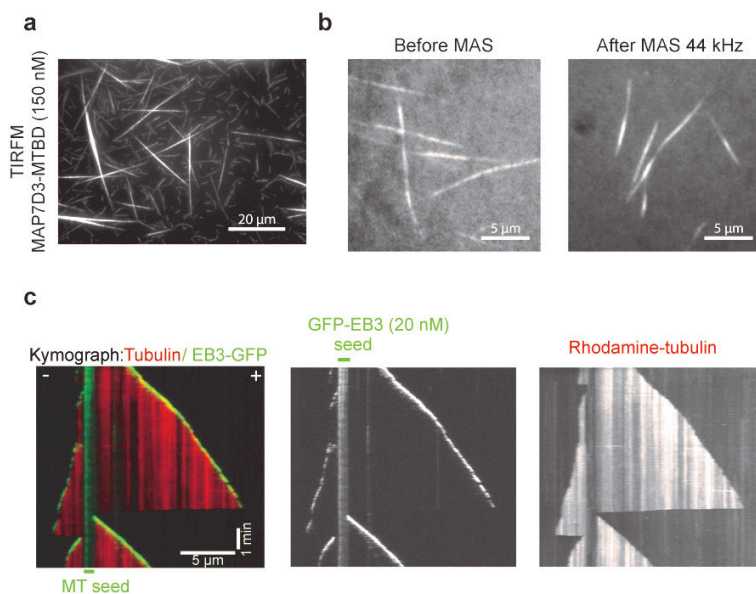 a
TIRFM
MAP7D3-MTBD (150 nM)
20 µm
b
Before MAS
5 µm
After MAS 44 kHz
5 µm
c
Kymograph:Tubulin/ EB3-GFP
- +
5 µm
1 min
MT seed
GFP-EB3 (20 nM)
seed
Rhodamine-tubulin